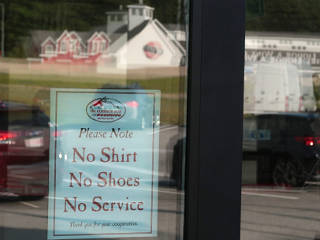 Please Note
No Shirt
No Shoes
No Service
Thank you for your cooperation.